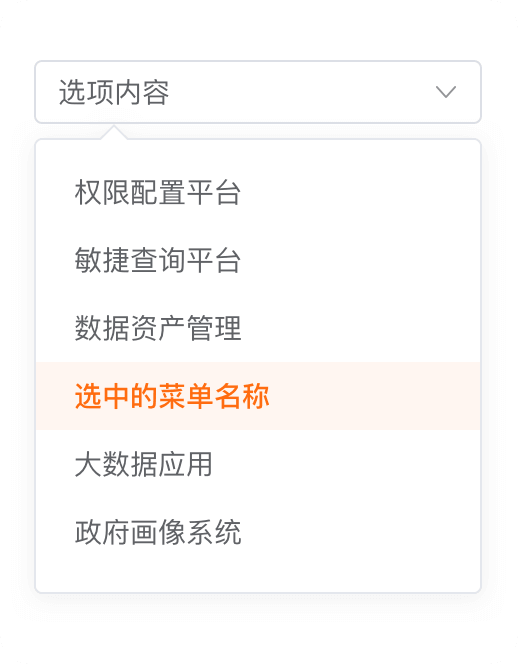 选项内容
权限配置平台
敏捷查询平台
数据资产管理
选中的菜单名称
大数据应用
政府画像系统